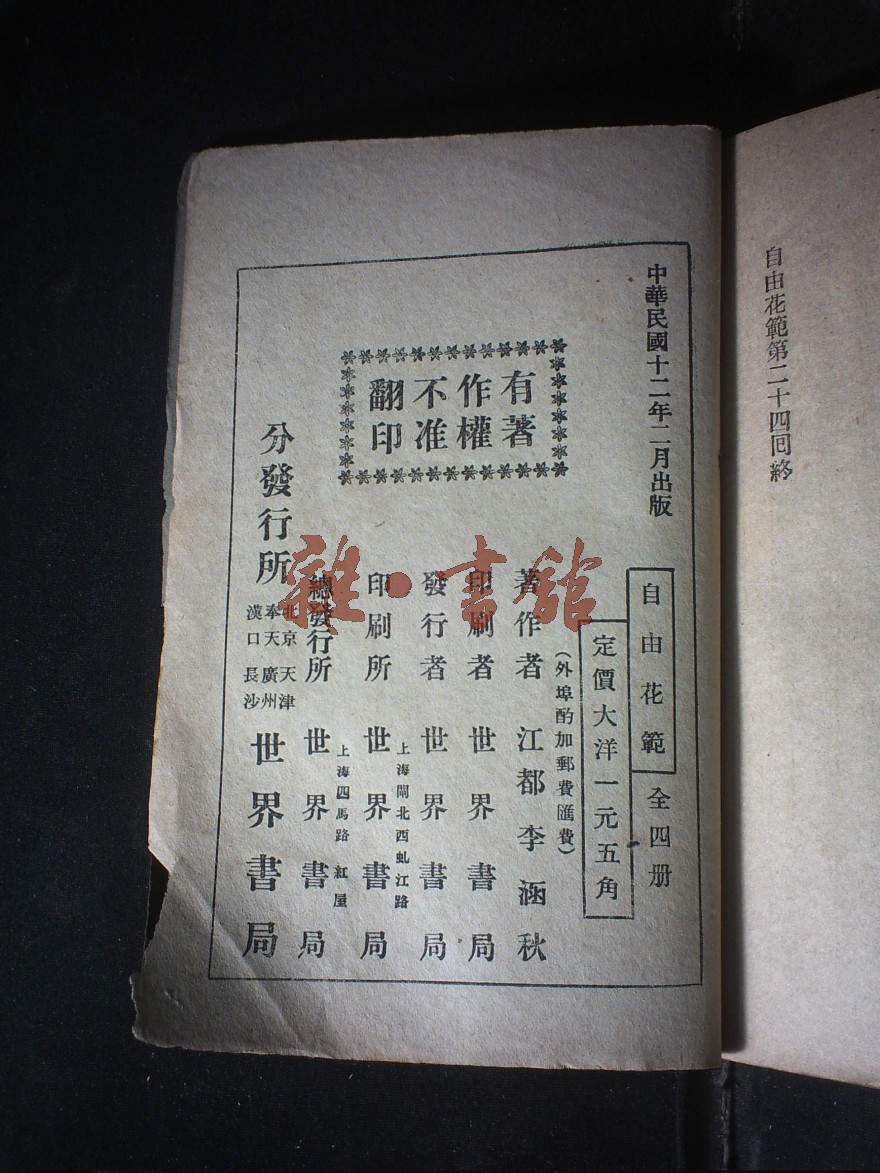 自由花範第二十四回終
中華民國十二年二月出版
自由花範 全四册
定價大洋一元五角
(外埠酌加郵費匯費)
有著
作權
不准
翻印
著作者 江都李涵秋
印刷者 世界書局
發行者 世界書局
上海閘北西虬江路
印刷所 世界書局
上海四馬路 紅屋
總發行所 世界書局
分發行所
北京 天津
奉天 廣州
漢口 長沙
世界書局
雜·書館